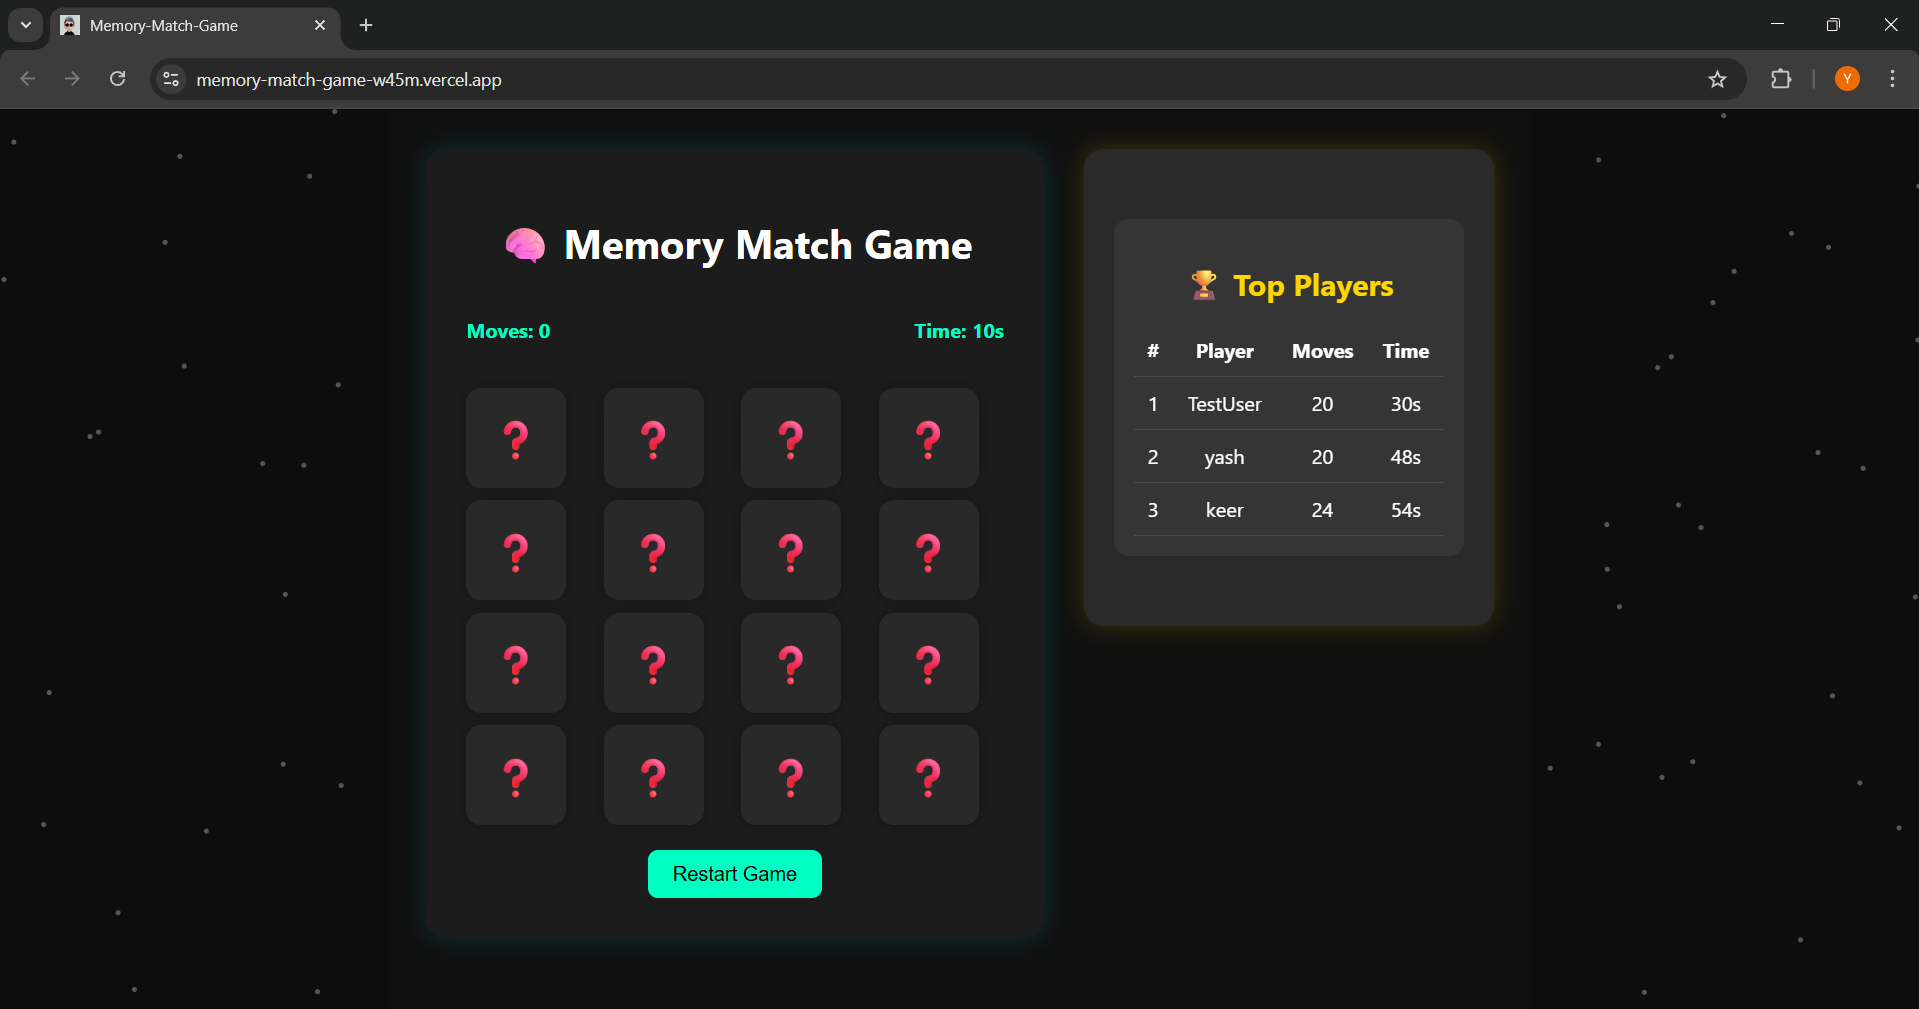 Memory-Match-Game
memory-match-game-w45m.vercel.app
Y
🧠 Memory Match Game
Moves: 0 Time: 10s
❓ ❓ ❓ ❓
❓ ❓ ❓ ❓
❓ ❓ ❓ ❓
❓ ❓ ❓ ❓
Restart Game
🏆 Top Players
# Player Moves Time
1 TestUser 20 30s
2 yash 20 48s
3 keer 24 54s